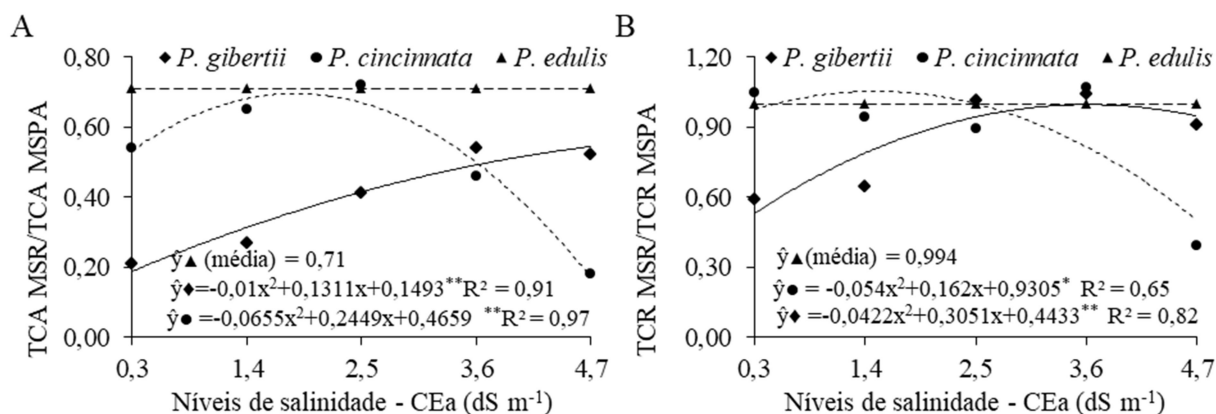 A
TCA MSR/TCA MSPA
0,80
0,60
0,40
0,20
0,00
◆ P. gibertii ● P. cincinnata ▲ P. edulis
ŷ▲(média) = 0,71
ŷ◆=-0,01x²+0,1311x+0,1493**R² = 0,91
ŷ● =-0,0655x²+0,2449x+0,4659 **R² = 0,97
0,3 1,4 2,5 3,6 4,7
Níveis de salinidade - CEa (dS m⁻¹)
B
TCR MSR/TCR MSPA
1,20
0,90
0,60
0,30
0,00
◆ P. gibertii ● P. cincinnata ▲ P. edulis
ŷ▲(média) = 0,994
ŷ● = -0,054x²+0,162x+0,9305* R² = 0,65
ŷ◆=-0,0422x²+0,3051x+0,4433** R² = 0,82
0,3 1,4 2,5 3,6 4,7
Níveis de salinidade - CEa (dS m⁻¹)